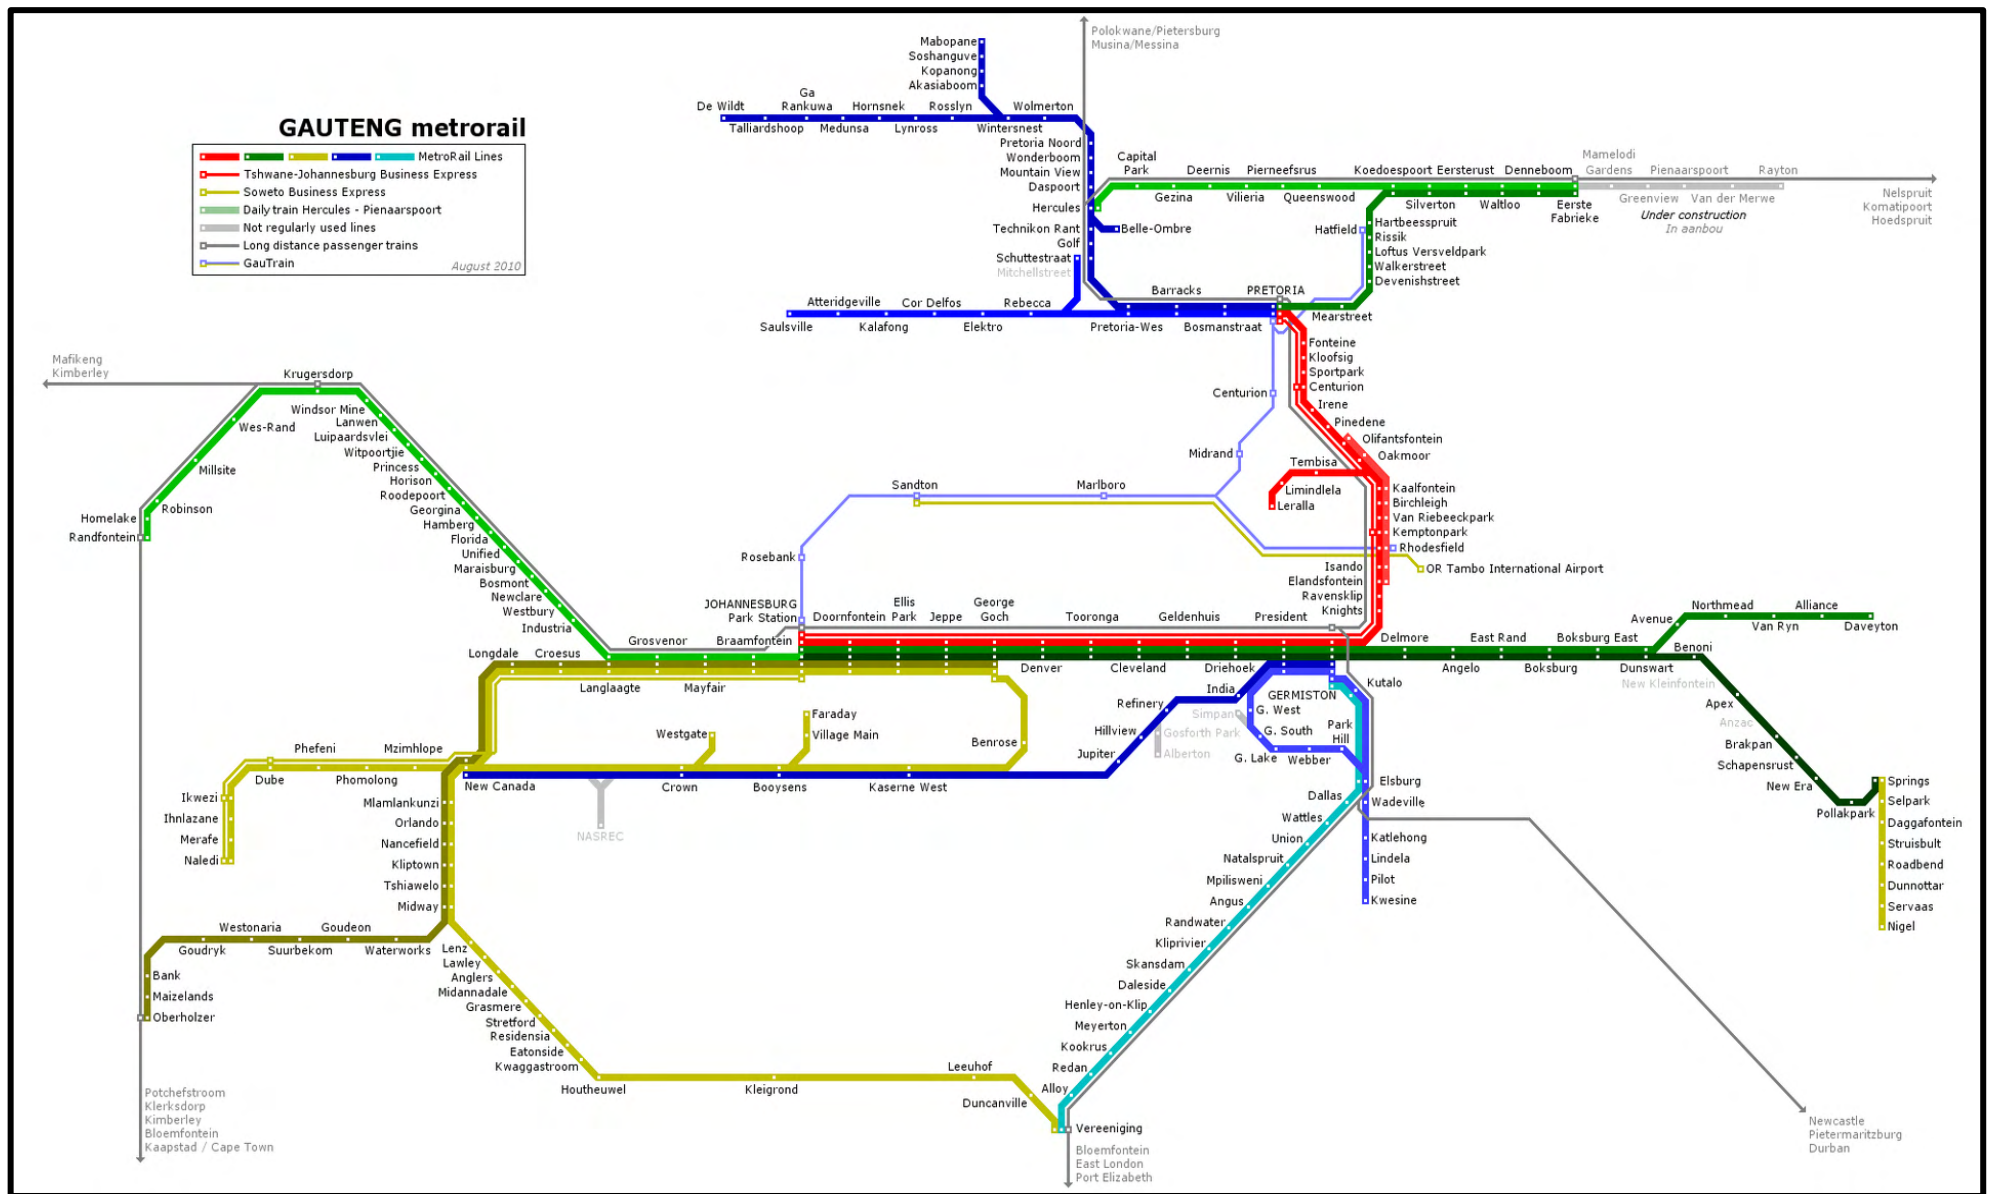 GAUTENG metrorail
MetroRail Lines
Tshwane-Johannesburg Business Express
Soweto Business Express
Daily train Hercules - Pienaarspoort
Not regularly used lines
Long distance passenger trains
GauTrain
August 2010
Polokwane/Pietersburg
Musina/Messina
Mabopane
Soshanguve
Kopanong
Akasiaboom
De Wildt
Talliardshoop
Ga
Rankuwa
Medunsa
Hornsnek
Lynross
Rosslyn
Wintersnest
Wolmerton
Pretoria Noord
Wonderboom
Mountain View
Daspoort
Hercules
Technikon Rant
Golf
Schuttestraat
Mitchellstreet
Belle-Ombre
Capital
Park
Gezina
Deernis
Vilieria
Pierneefsrus
Queenswood
Koedoespoort
Silverton
Eersterust
Waltloo
Denneboom
Eerste
Fabrieke
Mamelodi
Gardens
Greenview
Pienaarspoort
Van der Merwe
Rayton
Under construction
In aanbou
Nelspruit
Komatipoort
Hoedspruit
Hatfield
Hartbeesspruit
Rissik
Loftus Versveldpark
Walkerstreet
Devenishstreet
Mearstreet
PRETORIA
Barracks
Bosmanstraat
Pretoria-Wes
Rebecca
Elektro
Cor Delfos
Kalafong
Atteridgeville
Saulsville
Fonteine
Kloofsig
Sportpark
Centurion
Irene
Pinedene
Olifantsfontein
Oakmoor
Centurion
Midrand
Tembisa
Limindlela
Leralla
Kaalfontein
Birchleigh
Van Riebeeckpark
Kemptonpark
Rhodesfield
OR Tambo International Airport
Isando
Elandsfontein
Ravensklip
Knights
Sandton
Marlboro
Rosebank
JOHANNESBURG
Park Station
Mafikeng
Kimberley
Krugersdorp
Windsor Mine
Lanwen
Luipaardsvlei
Witpoortjie
Princess
Horison
Roodepoort
Georgina
Hamberg
Florida
Unified
Maraisburg
Bosmont
Newclare
Westbury
Industria
Wes-Rand
Millsite
Robinson
Homelake
Randfontein
Longdale
Croesus
Langlaagte
Grosvenor
Mayfair
Braamfontein
Doornfontein
Ellis
Park
Jeppe
George
Goch
Denver
Tooronga
Cleveland
Geldenhuis
Driehoek
President
GERMISTON
Delmore
Angelo
East Rand
Boksburg
Boksburg East
Dunswart
New Kleinfontein
Avenue
Northmead
Van Ryn
Alliance
Daveyton
Benoni
Apex
Anzac
Brakpan
Schapensrust
New Era
Pollakpark
Springs
Selpark
Daggafontein
Struisbult
Roadbend
Dunnottar
Servaas
Nigel
India
Refinery
Hillview
Jupiter
Simpan
Gosforth Park
Alberton
G. West
G. South
G. Lake
Webber
Park
Hill
Kutalo
Elsburg
Wadeville
Katlehong
Lindela
Pilot
Kwesine
Dallas
Wattles
Union
Natalspruit
Mpilisweni
Angus
Randwater
Kliprivier
Skansdam
Daleside
Henley-on-Klip
Meyerton
Kookrus
Redan
Alloy
Vereeniging
Bloemfontein
East London
Port Elizabeth
Newcastle
Pietermaritzburg
Durban
Faraday
Village Main
Westgate
Benrose
New Canada
NASREC
Crown
Booysens
Kaserne West
Mzimhlope
Phomolong
Phefeni
Dube
Ikwezi
Ihnlazane
Merafe
Naledi
Mlamlankunzi
Orlando
Nancefield
Kliptown
Tshiawelo
Midway
Waterworks
Goudeon
Suurbekom
Westonaria
Goudryk
Bank
Maizelands
Oberholzer
Lenz
Lawley
Anglers
Midannadale
Grasmere
Stretford
Residensia
Eatonside
Kwaggastroom
Houtheuwel
Kleigrond
Leeuhof
Duncanville
Potchefstroom
Klerksdorp
Kimberley
Bloemfontein
Kaapstad / Cape Town